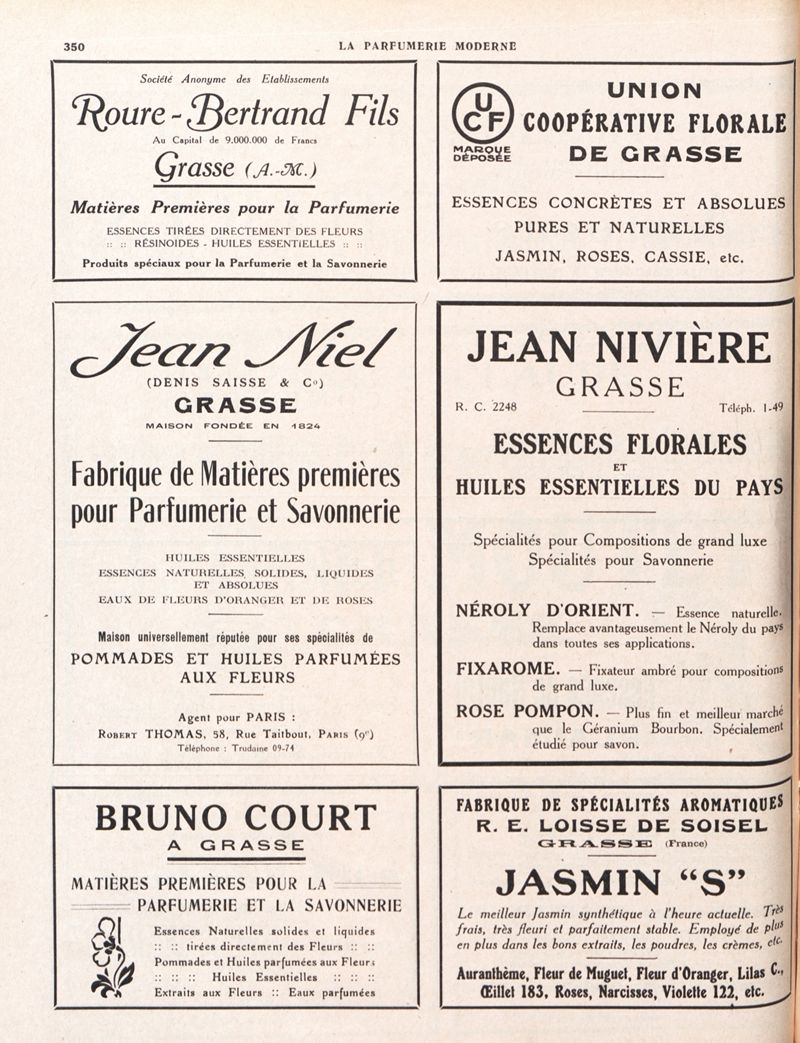 350
LA PARFUMERIE MODERNE
Société Anonyme des Etablissements
Roure-Bertrand Fils
Au Capital de 9.000.000 de Francs
Grasse (A.-M.)
Matières Premières pour la Parfumerie
ESSENCES TIRÉES DIRECTEMENT DES FLEURS
:: :: RÉSINOIDES - HUILES ESSENTIELLES :: ::
Produits spéciaux pour la Parfumerie et la Savonnerie
UCF
MARQUE
DÉPOSÉE
UNION
COOPÉRATIVE FLORALE
DE GRASSE
ESSENCES CONCRÈTES ET ABSOLUES
PURES ET NATURELLES
JASMIN, ROSES, CASSIE, etc.
Jean Niel
(DENIS SAISSE & Co)
GRASSE
MAISON FONDÉE EN 1824
Fabrique de Matières premières
pour Parfumerie et Savonnerie
HUILES ESSENTIELLES
ESSENCES NATURELLES, SOLIDES, LIQUIDES
ET ABSOLUES
EAUX DE FLEURS D'ORANGER ET DE ROSES
Maison universellement réputée pour ses spécialités de
POMMADES ET HUILES PARFUMÉES
AUX FLEURS
Agent pour PARIS :
ROBERT THOMAS, 58, Rue Taitbout, PARIS (9e)
Téléphone : Trudaine 09-74
JEAN NIVIÈRE
GRASSE
R. C. 2248
Téléph. 1-49
ESSENCES FLORALES
ET
HUILES ESSENTIELLES DU PAYS
Spécialités pour Compositions de grand luxe
Spécialités pour Savonnerie
NÉROLY D'ORIENT. — Essence naturelle.
Remplace avantageusement le Néroly du pays
dans toutes ses applications.
FIXAROME. — Fixateur ambré pour compositions
de grand luxe.
ROSE POMPON. — Plus fin et meilleur marché
que le Géranium Bourbon. Spécialement
étudié pour savon.
BRUNO COURT
A GRASSE
MATIÈRES PREMIÈRES POUR LA
PARFUMERIE ET LA SAVONNERIE
Essences Naturelles solides et liquides
:: :: tirées directement des Fleurs :: ::
Pommades et Huiles parfumées aux Fleurs
:: :: :: Huiles Essentielles :: :: ::
Extraits aux Fleurs :: Eaux parfumées
FABRIQUE DE SPÉCIALITÉS AROMATIQUES
R. E. LOISSE DE SOISEL
GRASSE (France)
JASMIN "S"
Le meilleur Jasmin synthétique à l'heure actuelle. Très
frais, très fleuri et parfaitement stable. Employé de plus
en plus dans les bons extraits, les poudres, les crèmes, etc.
Auranthème, Fleur de Muguet, Fleur d'Oranger, Lilas C.,
Œillet 183, Roses, Narcisses, Violette 122, etc.